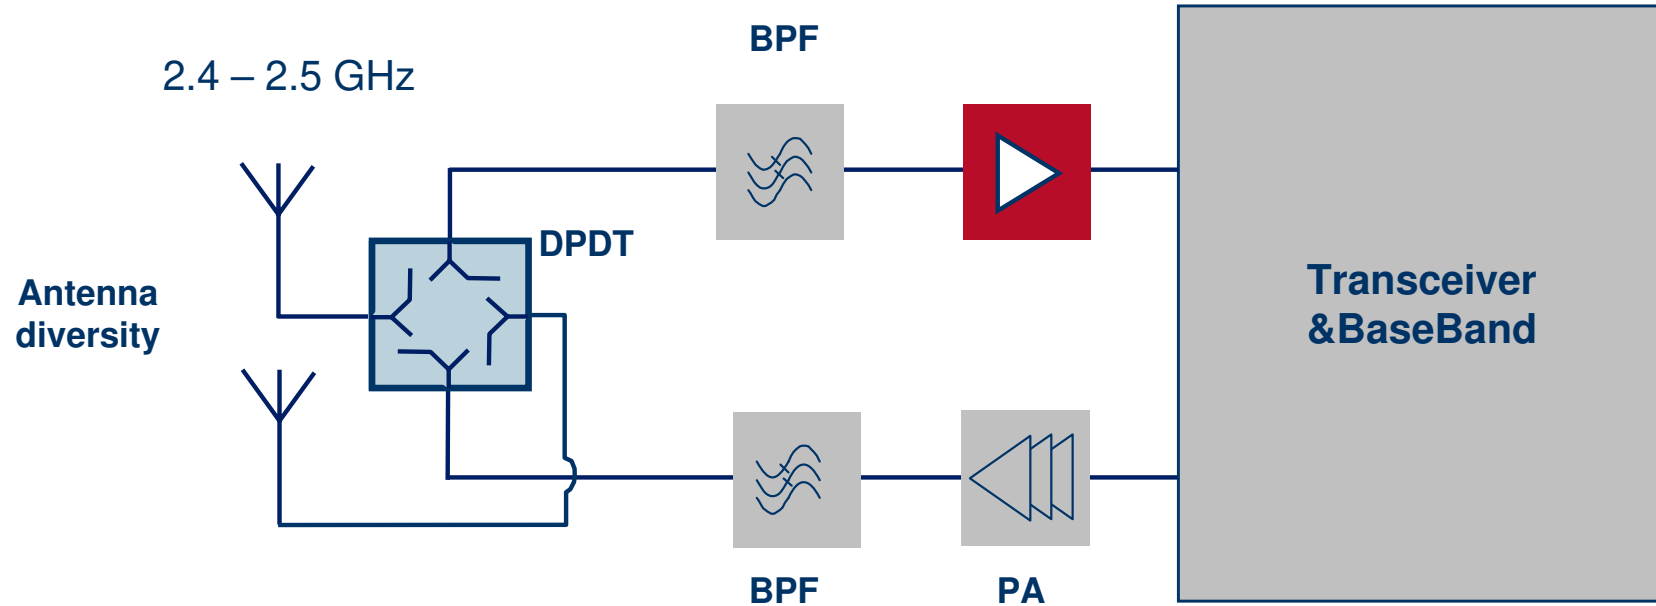 BPF
2.4 – 2.5 GHz
DPDT
Antenna
diversity
Transceiver
&BaseBand
BPF
PA